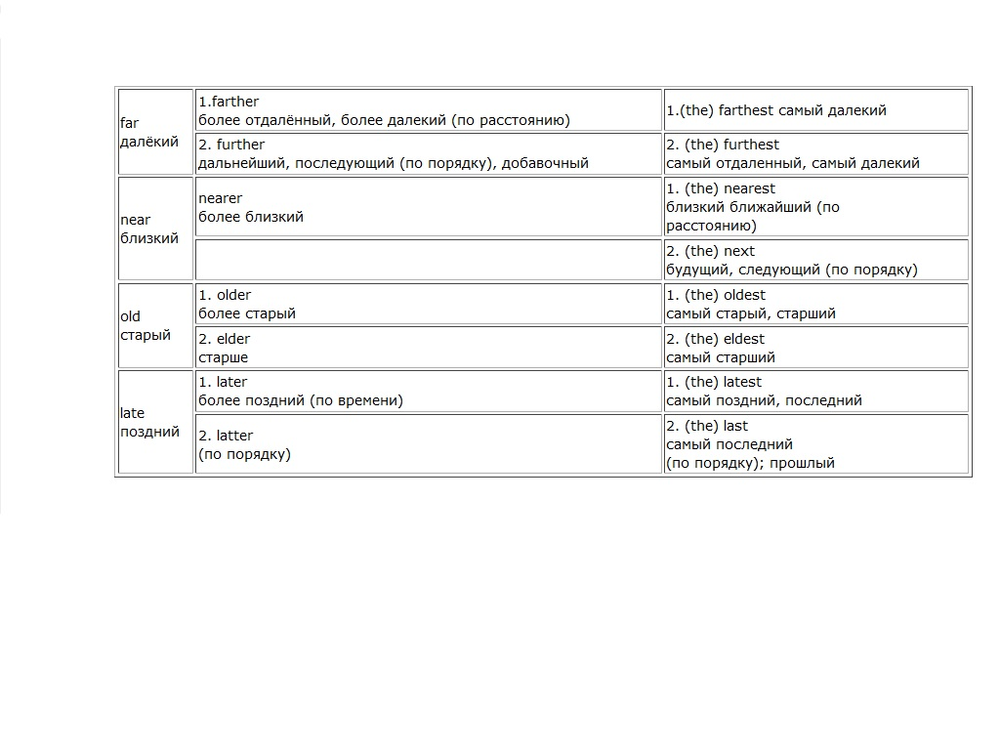 far
далёкий
1.farther
более отдалённый, более далекий (по расстоянию)
1.(the) farthest самый далекий
2. further
дальнейший, последующий (по порядку), добавочный
2. (the) furthest
самый отдаленный, самый далекий
near
близкий
nearer
более близкий
1. (the) nearest
близкий ближайший (по
расстоянию)
2. (the) next
будущий, следующий (по порядку)
old
старый
1. older
более старый
1. (the) oldest
самый старый, старший
2. elder
старше
2. (the) eldest
самый старший
late
поздний
1. later
более поздний (по времени)
1. (the) latest
самый поздний, последний
2. latter
(по порядку)
2. (the) last
самый последний
(по порядку); прошлый